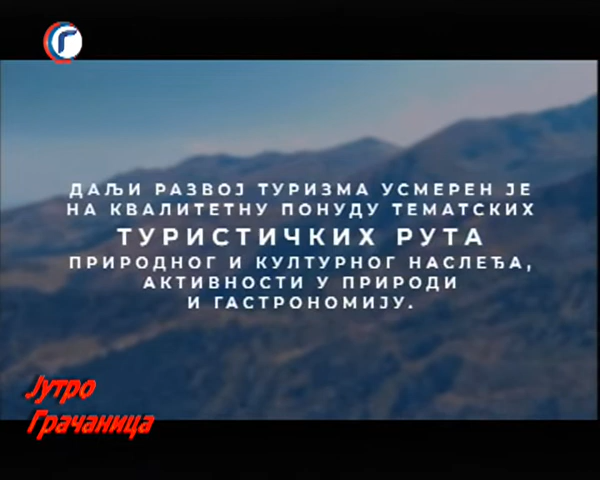 ДАЉИ РАЗВОЈ ТУРИЗМА УСМЕРЕН ЈЕ
НА КВАЛИТЕТНУ ПОНУДУ ТЕМАТСКИХ
ТУРИСТИЧКИХ РУТА
ПРИРОДНОГ И КУЛТУРНОГ НАСЛЕЂА,
АКТИВНОСТИ У ПРИРОДИ
И ГАСТРОНОМИЈУ.
Јутро
Грачаница